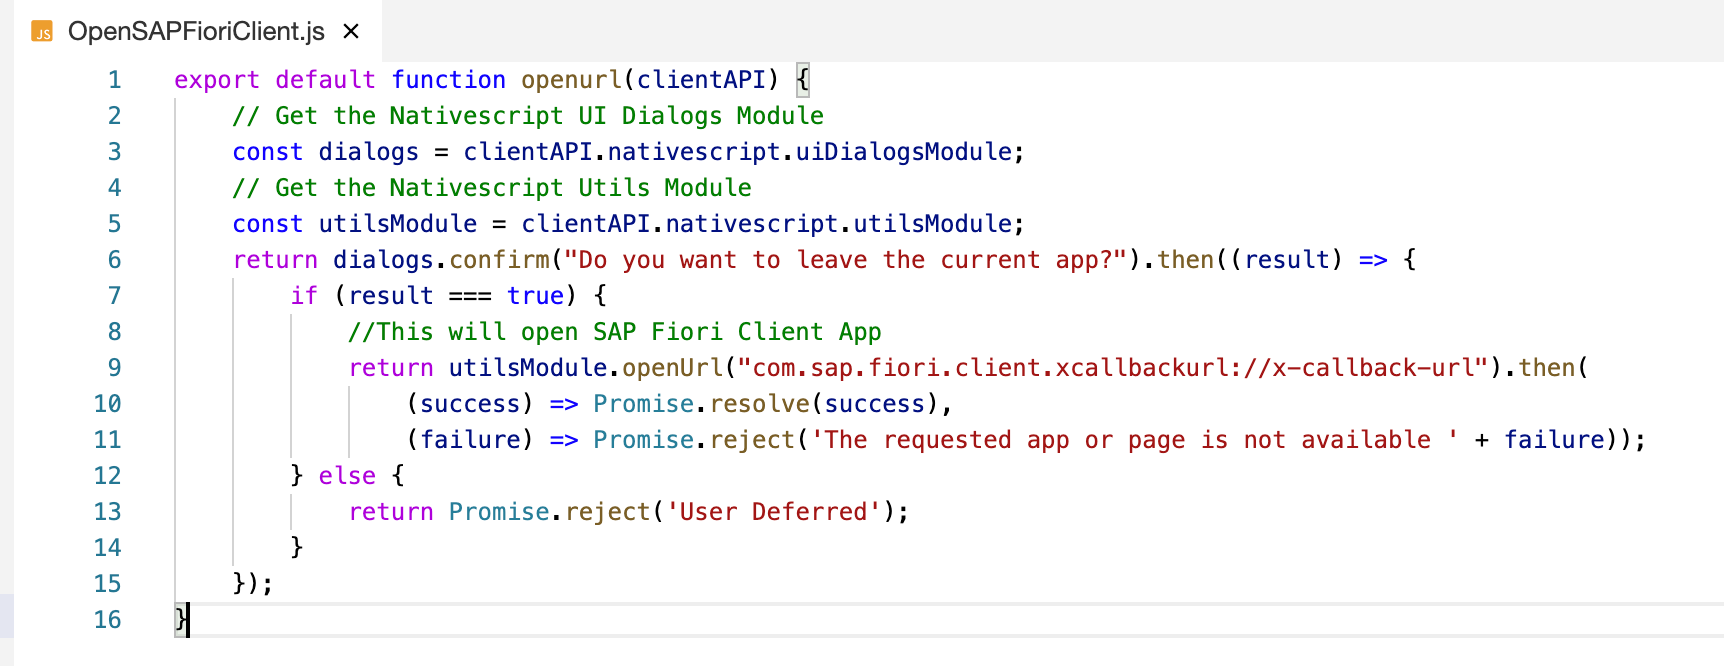 JS OpenSAPFioriClient.js ×
1 export default function openurl(clientAPI) {
2 // Get the Nativescript UI Dialogs Module
3 const dialogs = clientAPI.nativescript.uiDialogsModule;
4 // Get the Nativescript Utils Module
5 const utilsModule = clientAPI.nativescript.utilsModule;
6 return dialogs.confirm("Do you want to leave the current app?").then((result) => {
7 if (result === true) {
8 //This will open SAP Fiori Client App
9 return utilsModule.openUrl("com.sap.fiori.client.xcallbackurl://x-callback-url").then(
10 (success) => Promise.resolve(success),
11 (failure) => Promise.reject('The requested app or page is not available ' + failure));
12 } else {
13 return Promise.reject('User Deferred');
14 }
15 });
16 }